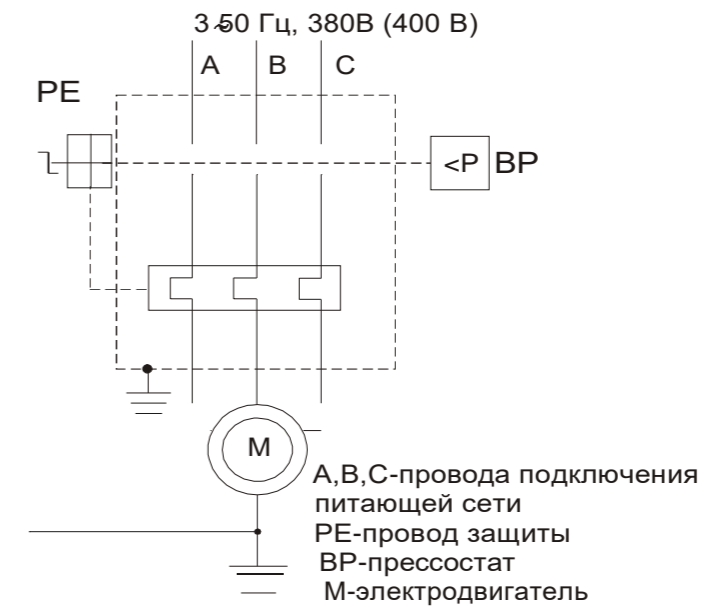 3~50 Гц, 380В (400 В)
A B C
PE
<P BP
M
A,B,C-провода подключения
питающей сети
PE-провод защиты
BP-прессостат
M-электродвигатель